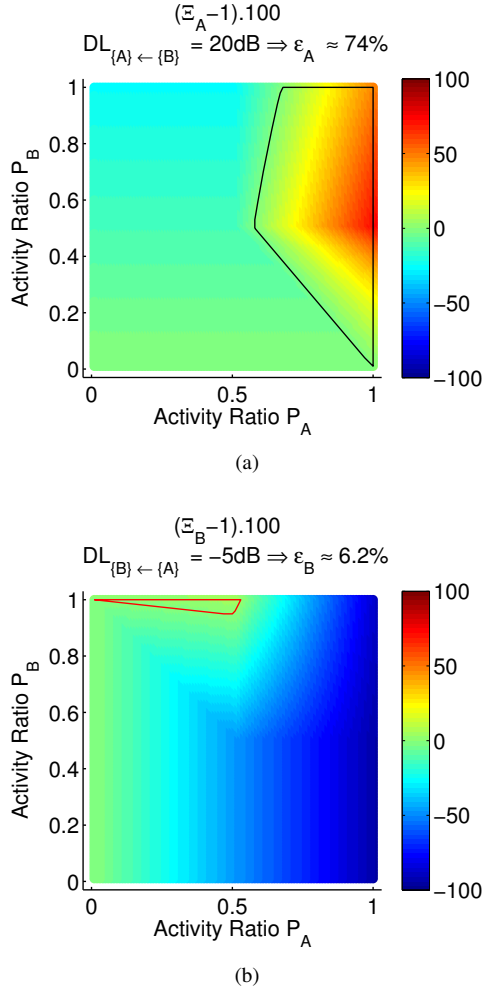 (Ξ_A−1).100
DL_{A} ← {B} = 20dB ⇒ ε_A ≈ 74%
1
0.8
0.6
0.4
0.2
0
Activity Ratio P_B
0 0.5 1
Activity Ratio P_A
100
50
0
−50
−100
(a)
(Ξ_B−1).100
DL_{B} ← {A} = −5dB ⇒ ε_B ≈ 6.2%
1
0.8
0.6
0.4
0.2
0
Activity Ratio P_B
0 0.5 1
Activity Ratio P_A
100
50
0
−50
−100
(b)